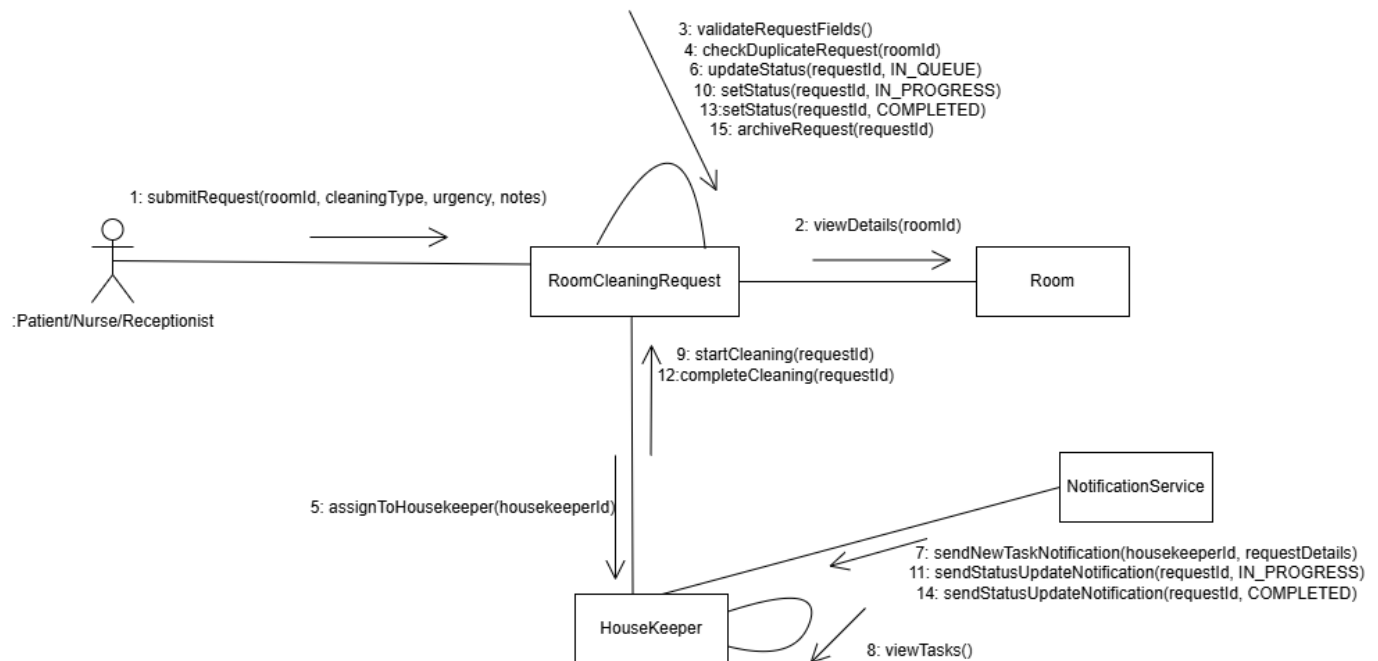 3: validateRequestFields()
4: checkDuplicateRequest(roomId)
6: updateStatus(requestId, IN_QUEUE)
10: setStatus(requestId, IN_PROGRESS)
13:setStatus(requestId, COMPLETED)
15: archiveRequest(requestId)
1: submitRequest(roomId, cleaningType, urgency, notes)
2: viewDetails(roomId)
RoomCleaningRequest
Room
:Patient/Nurse/Receptionist
9: startCleaning(requestId)
12:completeCleaning(requestId)
NotificationService
5: assignToHousekeeper(housekeeperId)
7: sendNewTaskNotification(housekeeperId, requestDetails)
11: sendStatusUpdateNotification(requestId, IN_PROGRESS)
14: sendStatusUpdateNotification(requestId, COMPLETED)
HouseKeeper
8: viewTasks()